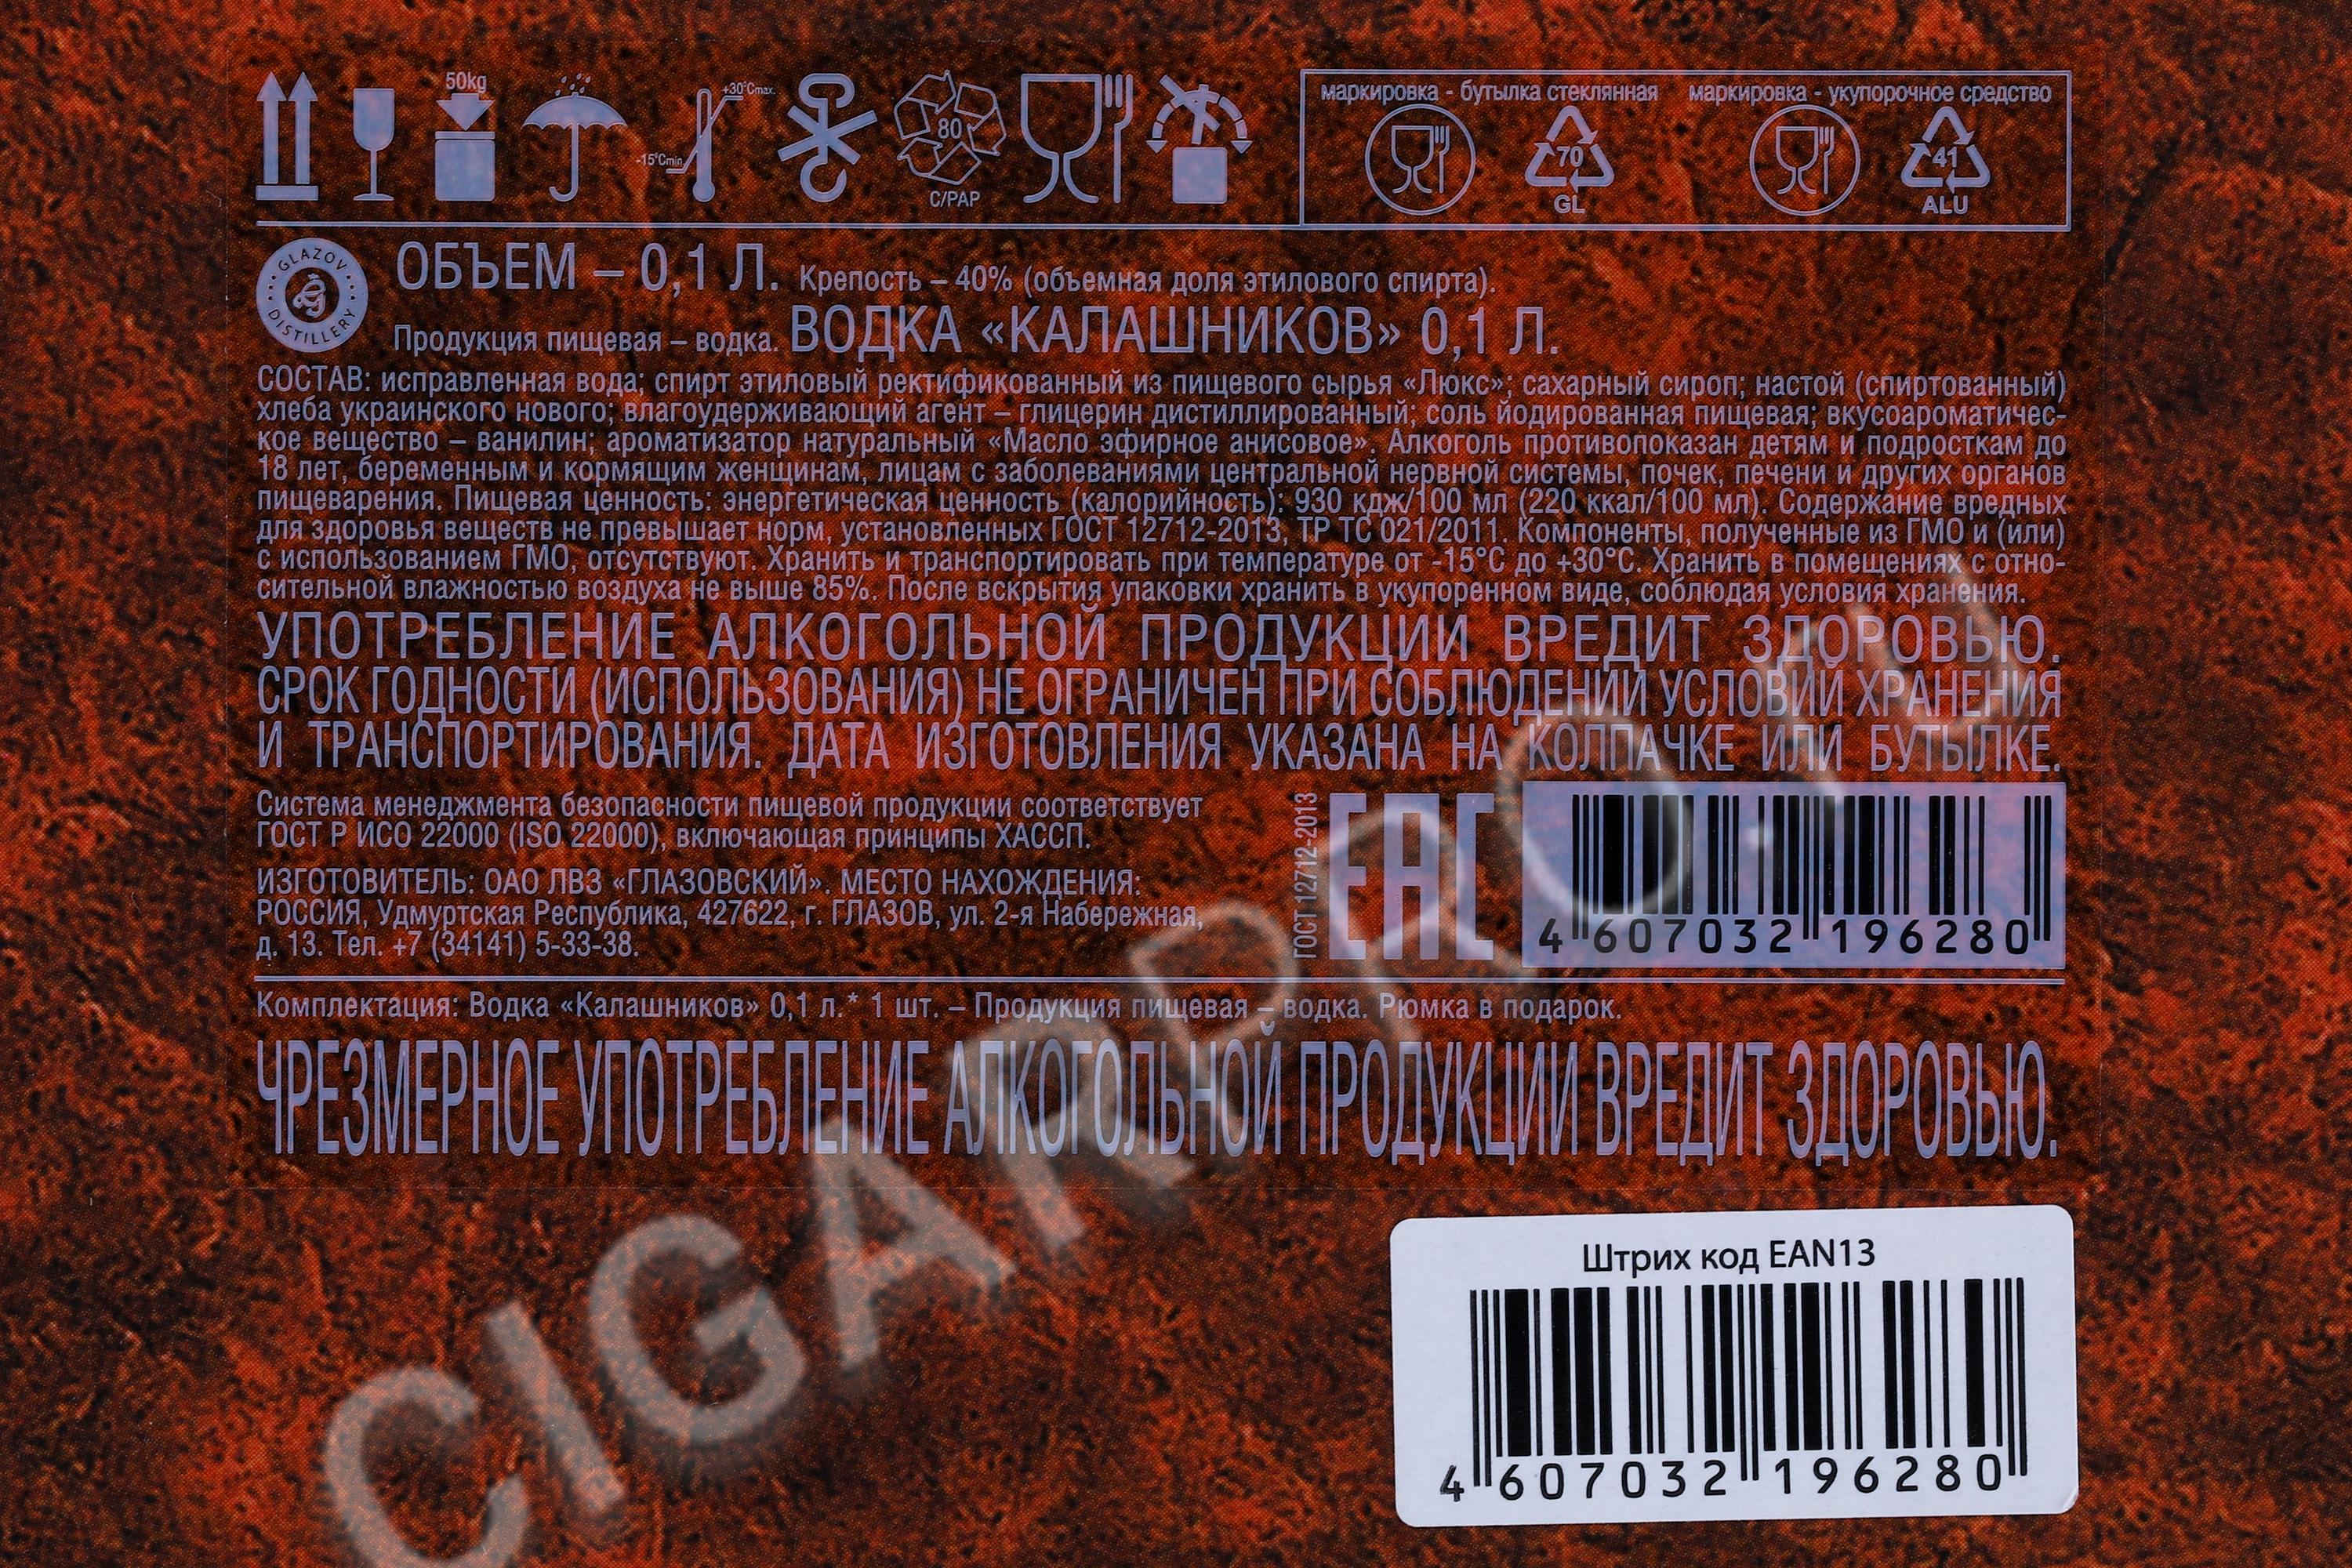 50kg
+30°Cmax.
-15°Cmin.
80
C/PAP
маркировка - бутылка стеклянная маркировка - укупорочное средство
70
GL
41
ALU
GLAZOV DISTILLERY
ОБЪЕМ – 0,1 Л. Крепость – 40% (объемная доля этилового спирта).
Продукция пищевая – водка. ВОДКА «КАЛАШНИКОВ» 0,1 Л.
СОСТАВ: исправленная вода; спирт этиловый ректификованный из пищевого сырья «Люкс»; сахарный сироп; настой (спиртованный)
хлеба украинского нового; влагоудерживающий агент – глицерин дистиллированный; соль йодированная пищевая; вкусоароматичес-
кое вещество – ванилин; ароматизатор натуральный «Масло эфирное анисовое». Алкоголь противопоказан детям и подросткам до
18 лет, беременным и кормящим женщинам, лицам с заболеваниями центральной нервной системы, почек, печени и других органов
пищеварения. Пищевая ценность: энергетическая ценность (калорийность): 930 кдж/100 мл (220 ккал/100 мл). Содержание вредных
для здоровья веществ не превышает норм, установленных ГОСТ 12712-2013, ТР ТС 021/2011. Компоненты, полученные из ГМО и (или)
с использованием ГМО, отсутствуют. Хранить и транспортировать при температуре от -15°С до +30°С. Хранить в помещениях с отно-
сительной влажностью воздуха не выше 85%. После вскрытия упаковки хранить в укупоренном виде, соблюдая условия хранения.
УПОТРЕБЛЕНИЕ АЛКОГОЛЬНОЙ ПРОДУКЦИИ ВРЕДИТ ЗДОРОВЬЮ.
СРОК ГОДНОСТИ (ИСПОЛЬЗОВАНИЯ) НЕ ОГРАНИЧЕН ПРИ СОБЛЮДЕНИИ УСЛОВИЙ ХРАНЕНИЯ
И ТРАНСПОРТИРОВАНИЯ. ДАТА ИЗГОТОВЛЕНИЯ УКАЗАНА НА КОЛПАЧКЕ ИЛИ БУТЫЛКЕ.
Система менеджмента безопасности пищевой продукции соответствует
ГОСТ Р ИСО 22000 (ISO 22000), включающая принципы ХАССП.
ИЗГОТОВИТЕЛЬ: ОАО ЛВЗ «ГЛАЗОВСКИЙ». МЕСТО НАХОЖДЕНИЯ:
РОССИЯ, Удмуртская Республика, 427622, г. ГЛАЗОВ, ул. 2-я Набережная,
д. 13. Тел. +7 (34141) 5-33-38.
ГОСТ 12712-2013
ЕАС
4 607032 196280
Комплектация: Водка «Калашников» 0,1 л.* 1 шт. – Продукция пищевая – водка. Рюмка в подарок.
ЧРЕЗМЕРНОЕ УПОТРЕБЛЕНИЕ АЛКОГОЛЬНОЙ ПРОДУКЦИИ ВРЕДИТ ЗДОРОВЬЮ.
CIGARPRO.RU
Штрих код EAN13
4 607032 196280